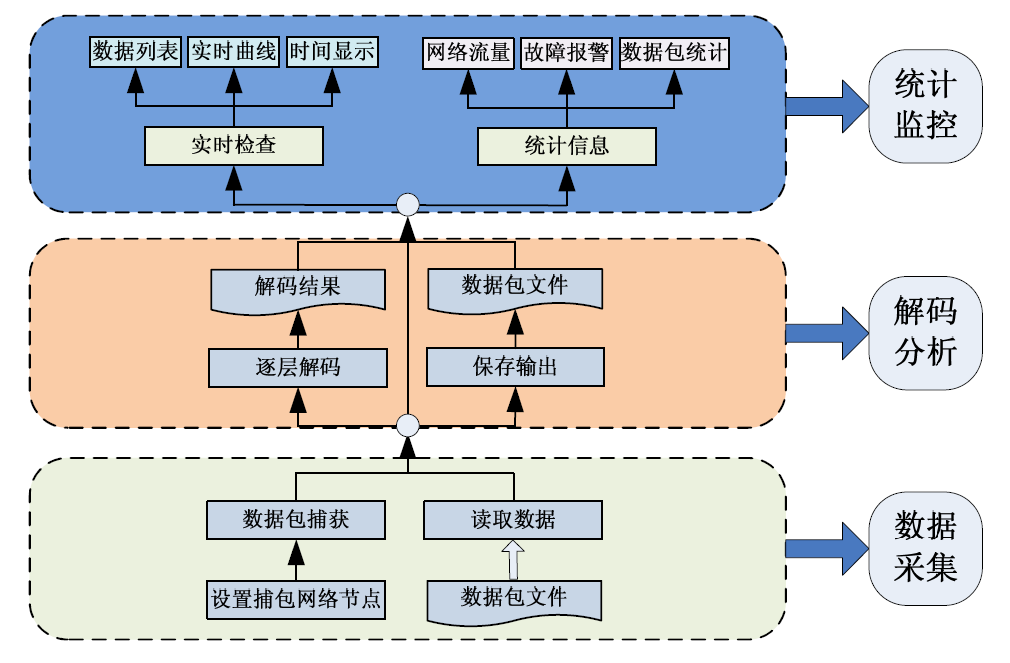 数据列表
实时曲线
时间显示
网络流量
故障报警
数据包统计
实时检查
统计信息
统计
监控
解码结果
数据包文件
逐层解码
保存输出
解码
分析
数据包捕获
读取数据
设置捕包网络节点
数据包文件
数据
采集